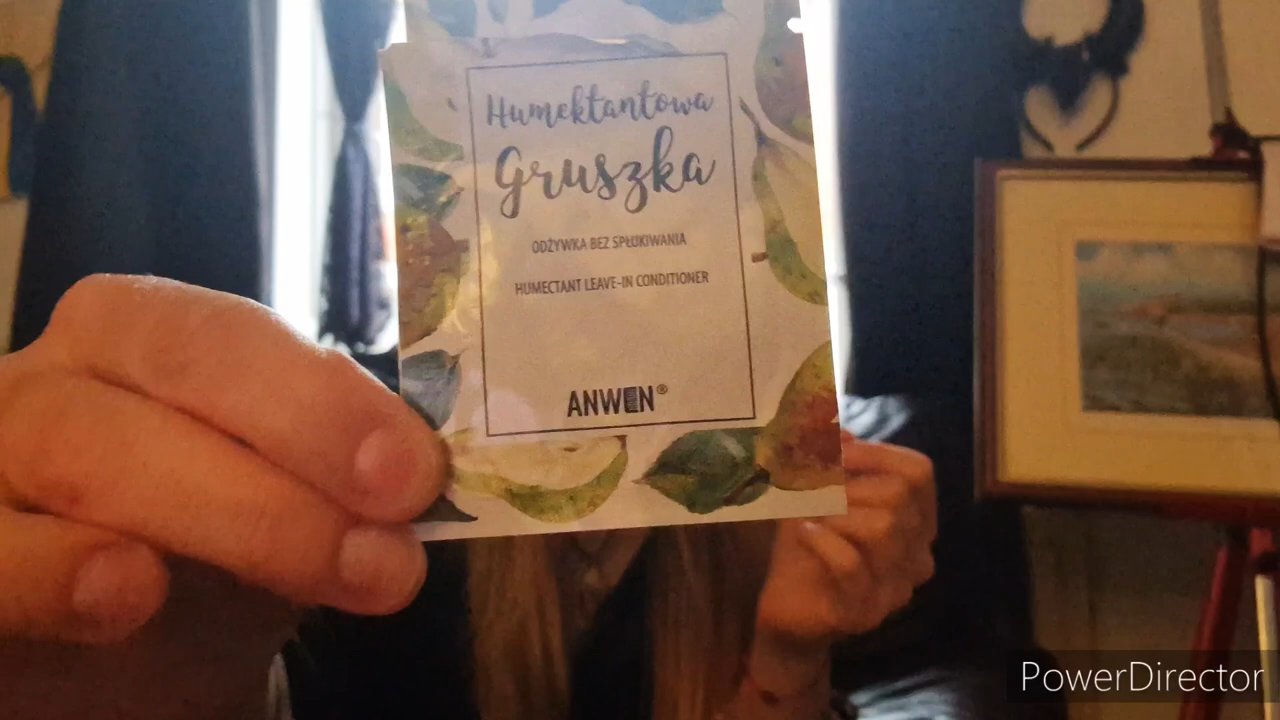 Humektantowa
Gruszka
ODŻYWKA BEZ SPŁUKIWANIA
HUMECTANT LEAVE-IN CONDITIONER
ANWEN®
PowerDirector